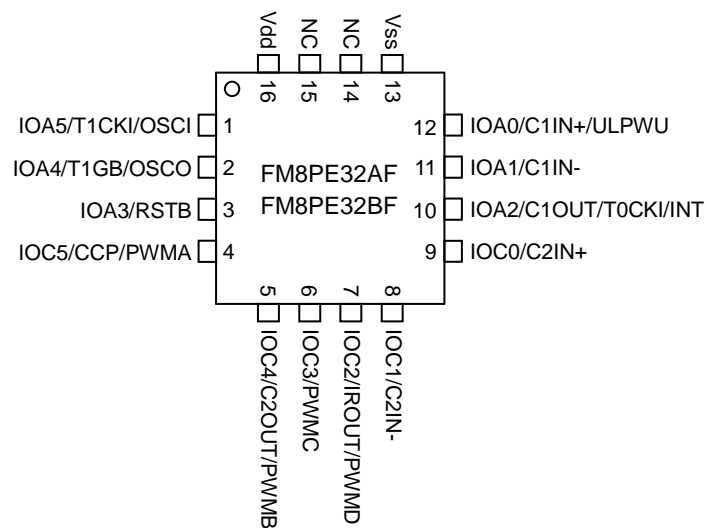 Vdd
NC
NC
Vss
16
15
14
13
IOA5/T1CKI/OSCI
1
12
IOA0/C1IN+/ULPWU
IOA4/T1GB/OSCO
2
FM8PE32AF
11
IOA1/C1IN-
IOA3/RSTB
3
FM8PE32BF
10
IOA2/C1OUT/T0CKI/INT
IOC5/CCP/PWMA
4
9
IOC0/C2IN+
5
6
7
8
IOC4/C2OUT/PWMB
IOC3/PWMC
IOC2/IROUT/PWMD
IOC1/C2IN-